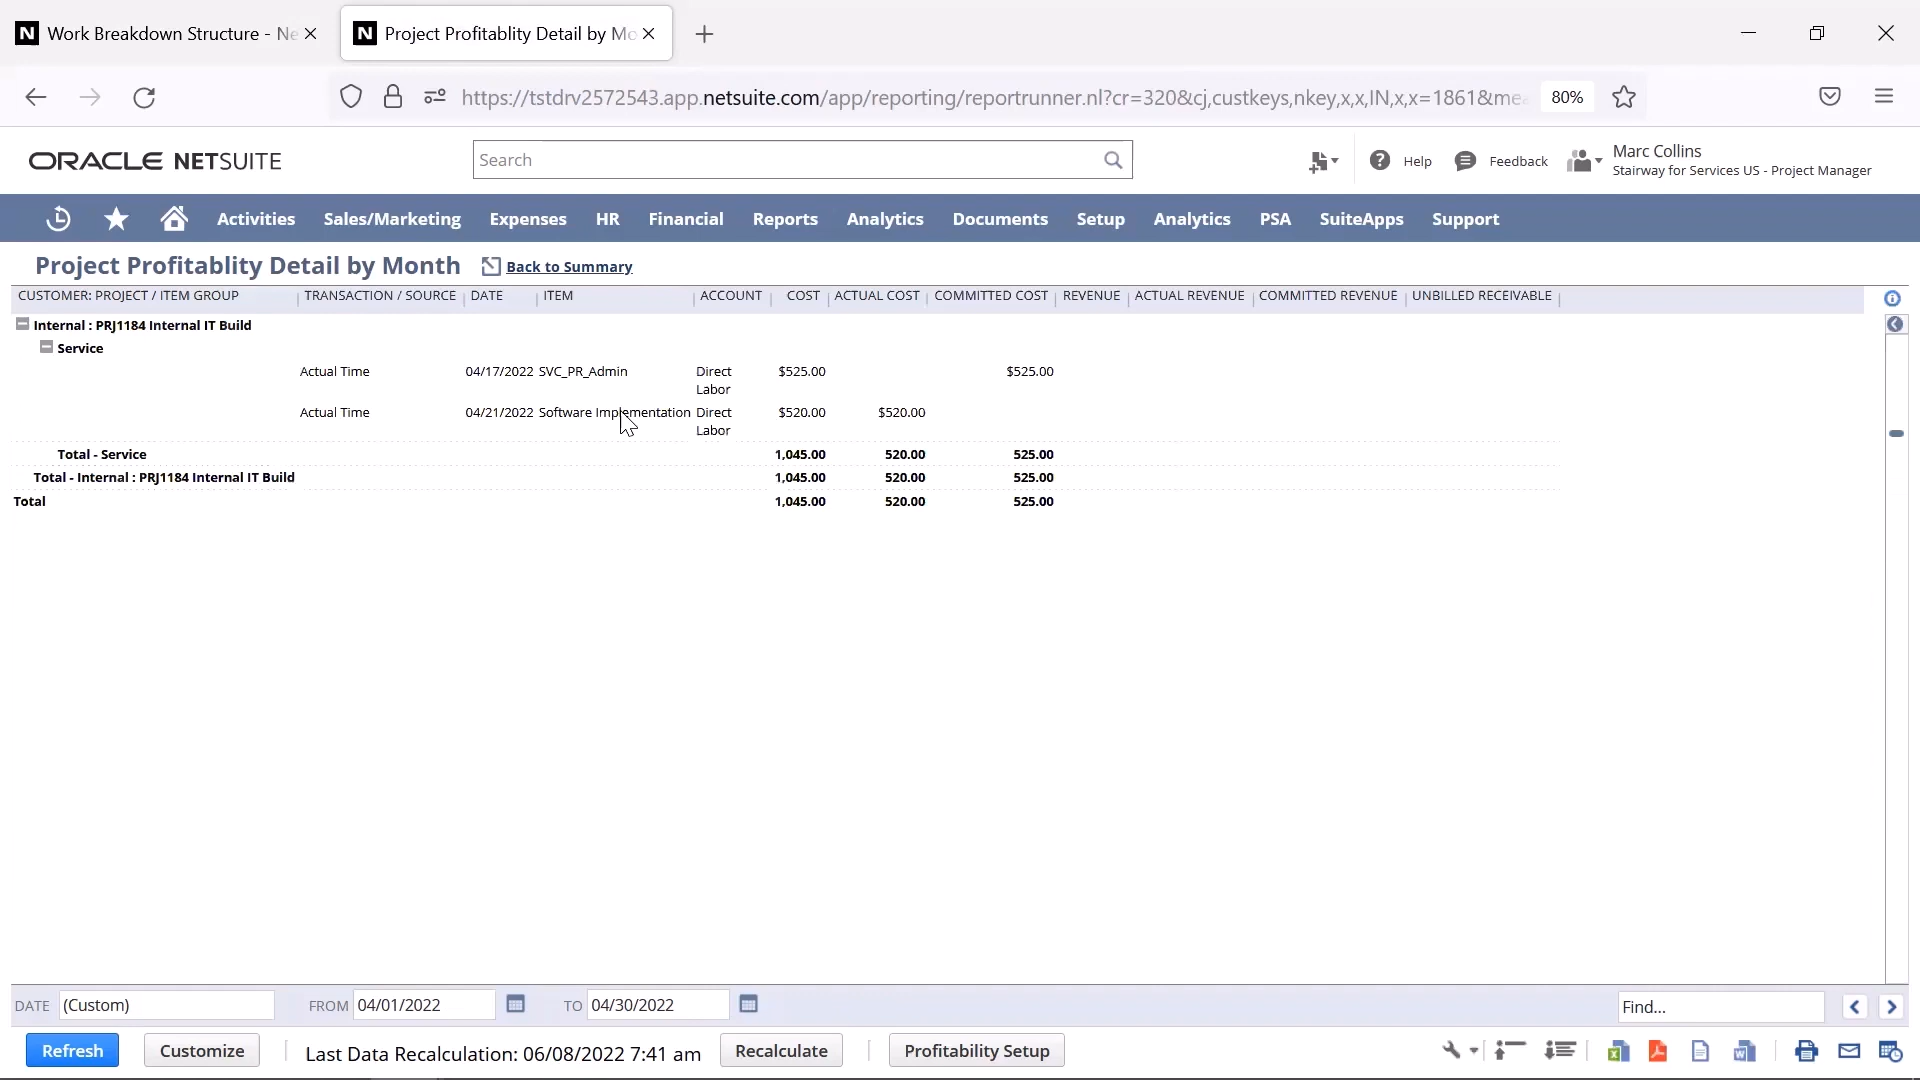 Work Breakdown Structure - Ne
Project Profitablity Detail by Mo
https://tstdrv2572543.app.netsuite.com/app/reporting/reportrunner.nl?cr=320&cj,custkeys,nkey,x,x,IN,x,x=1861&me
80%
ORACLE NETSUITE
Search
Help
Feedback
Marc Collins
Stairway for Services US - Project Manager
Activities Sales/Marketing Expenses HR Financial Reports Analytics Documents Setup Analytics PSA SuiteApps Support
Project Profitablity Detail by Month Back to Summary
CUSTOMER: PROJECT / ITEM GROUP TRANSACTION / SOURCE DATE ITEM ACCOUNT COST ACTUAL COST COMMITTED COST REVENUE ACTUAL REVENUE COMMITTED REVENUE UNBILLED RECEIVABLE
Internal : PRJ1184 Internal IT Build
Service
Actual Time 04/17/2022 SVC_PR_Admin Direct Labor $525.00 $525.00
Actual Time 04/21/2022 Software Implementation Direct Labor $520.00 $520.00
Total - Service 1,045.00 520.00 525.00
Total - Internal : PRJ1184 Internal IT Build 1,045.00 520.00 525.00
Total 1,045.00 520.00 525.00
DATE (Custom) FROM 04/01/2022 TO 04/30/2022 Find...
Refresh Customize Last Data Recalculation: 06/08/2022 7:41 am Recalculate Profitability Setup